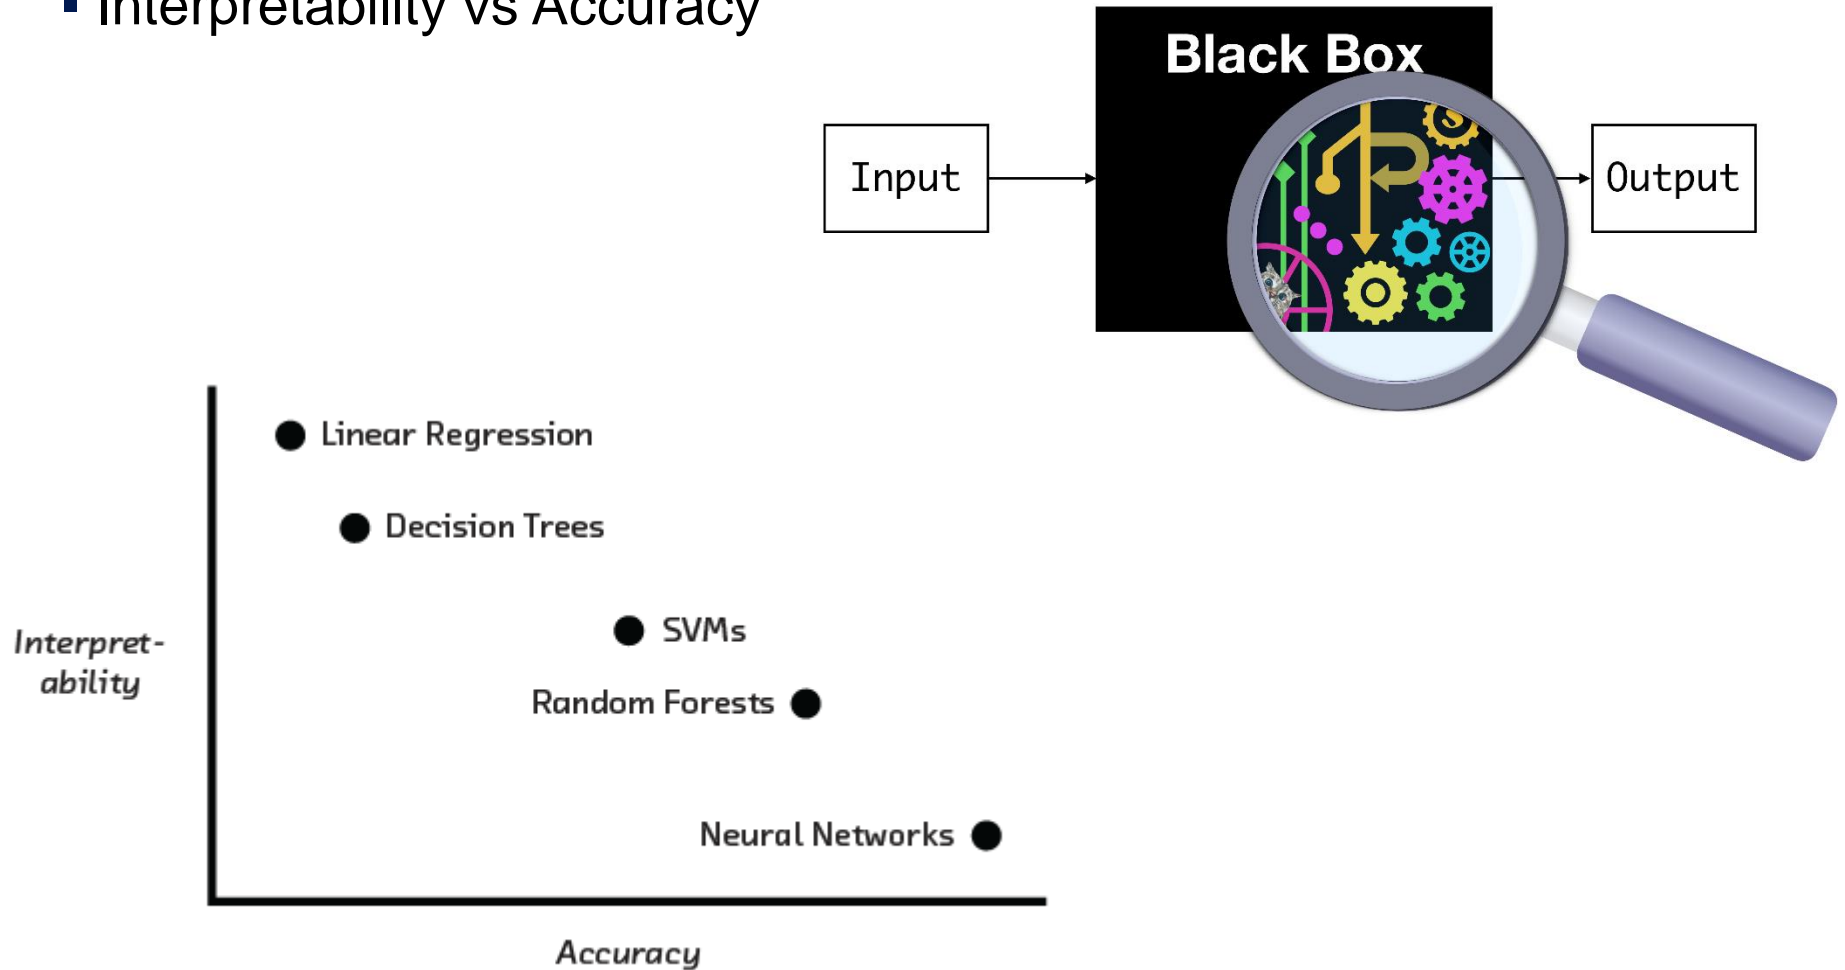 ▪ Interpretability vs Accuracy
Black Box
Input
Output
Linear Regression
Decision Trees
SVMs
Interpret-
ability
Random Forests
Neural Networks
Accuracy